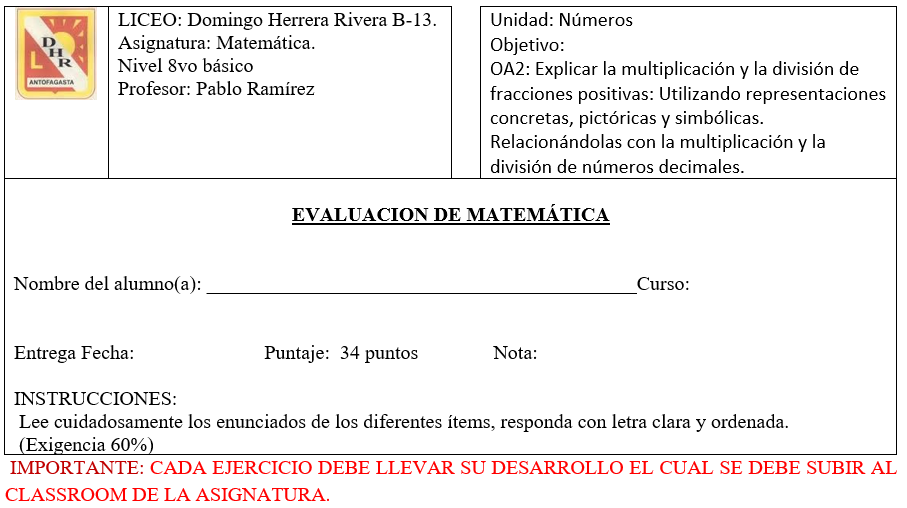 DHR
L
ANTOFAGASTA
LICEO: Domingo Herrera Rivera B-13.
Asignatura: Matemática.
Nivel 8vo básico
Profesor: Pablo Ramírez
Unidad: Números
Objetivo:
OA2: Explicar la multiplicación y la división de
fracciones positivas: Utilizando representaciones
concretas, pictóricas y simbólicas.
Relacionándolas con la multiplicación y la
división de números decimales.
EVALUACION DE MATEMÁTICA
Nombre del alumno(a): ___________________________________________Curso:
Entrega Fecha: Puntaje: 34 puntos Nota:
INSTRUCCIONES:
Lee cuidadosamente los enunciados de los diferentes ítems, responda con letra clara y ordenada.
(Exigencia 60%)
IMPORTANTE: CADA EJERCICIO DEBE LLEVAR SU DESARROLLO EL CUAL SE DEBE SUBIR AL
CLASSROOM DE LA ASIGNATURA.